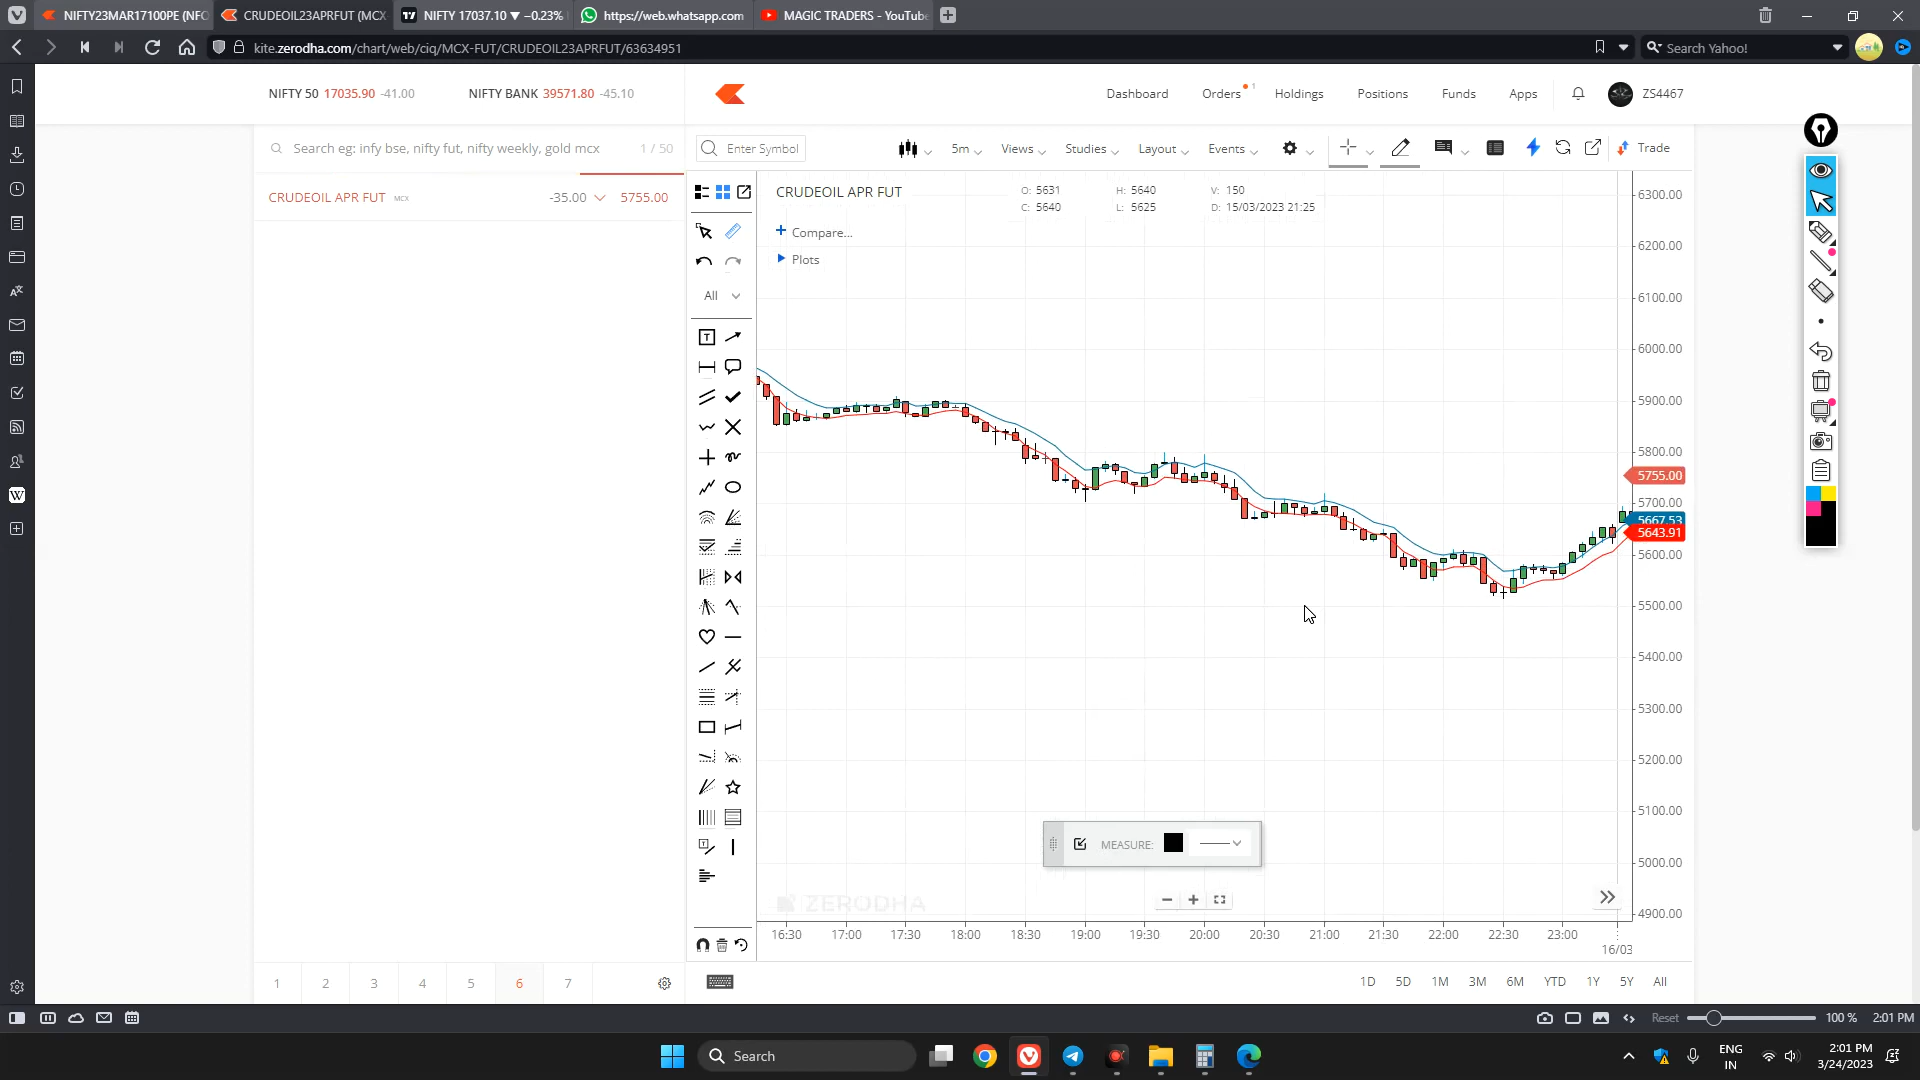 NIFTY23MAR17100PE (NFO
CRUDEOIL23APRFUT (MCX
NIFTY 17037.10 ▼ −0.23%
https://web.whatsapp.com
MAGIC TRADERS - YouTube
kite.zerodha.com/chart/web/ciq/MCX-FUT/CRUDEOIL23APRFUT/63634951
Search Yahoo!
NIFTY 50 17035.90 -41.00
NIFTY BANK 39571.80 -45.10
Dashboard
Orders 1
Holdings
Positions
Funds
Apps
ZS4467
Search eg: infy bse, nifty fut, nifty weekly, gold mcx
1 / 50
Enter Symbol
5m
Views
Studies
Layout
Events
Trade
CRUDEOIL APR FUT MCX
-35.00
5755.00
CRUDEOIL APR FUT
O: 5631
H: 5640
V: 150
C: 5640
L: 5625
D: 15/03/2023 21:25
Compare...
Plots
All
6300.00
6200.00
6100.00
6000.00
5900.00
5800.00
5755.00
5700.00
5667.53
5643.91
5600.00
5500.00
5400.00
5300.00
5200.00
5100.00
5000.00
4900.00
MEASURE:
ZERODHA
16:30
17:00
17:30
18:00
18:30
19:00
19:30
20:00
20:30
21:00
21:30
22:00
22:30
23:00
16/03
1
2
3
4
5
6
7
1D
5D
1M
3M
6M
YTD
1Y
5Y
All
Reset
100 %
2:01 PM
Search
ENG
IN
2:01 PM
3/24/2023